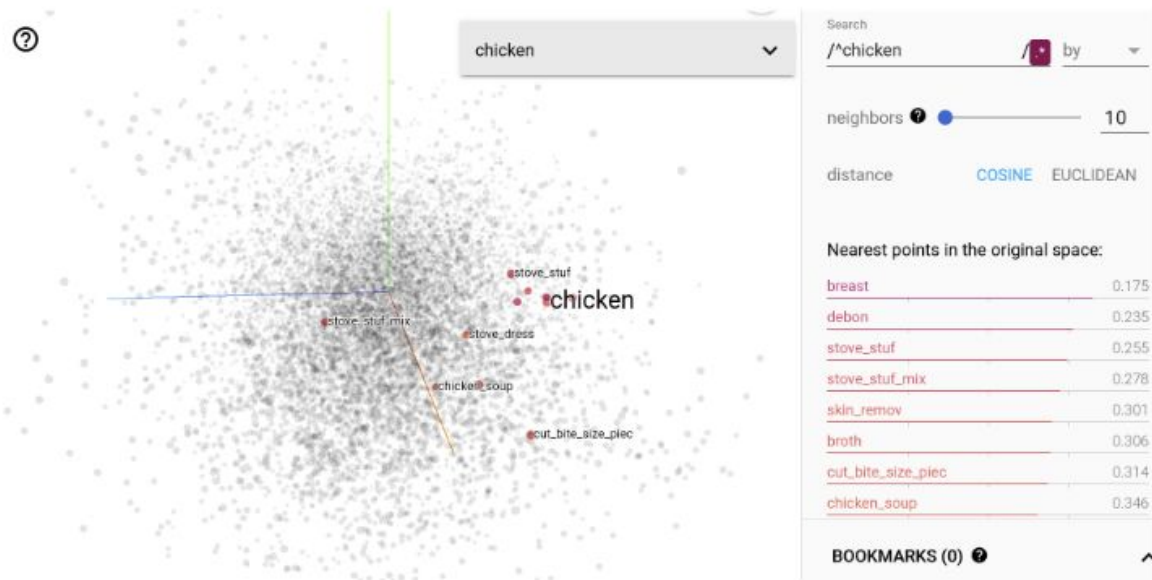 chicken
stove_stuf
chicken
stove_stuf_mix
stove_dress
chicken_soup
cut_bite_size_piec
Search
/^chicken /.* by
neighbors ? 10
distance COSINE EUCLIDEAN
Nearest points in the original space:
breast 0.175
debon 0.235
stove_stuf 0.255
stove_stuf_mix 0.278
skin_remov 0.301
broth 0.306
cut_bite_size_piec 0.314
chicken_soup 0.346
BOOKMARKS (0) ?